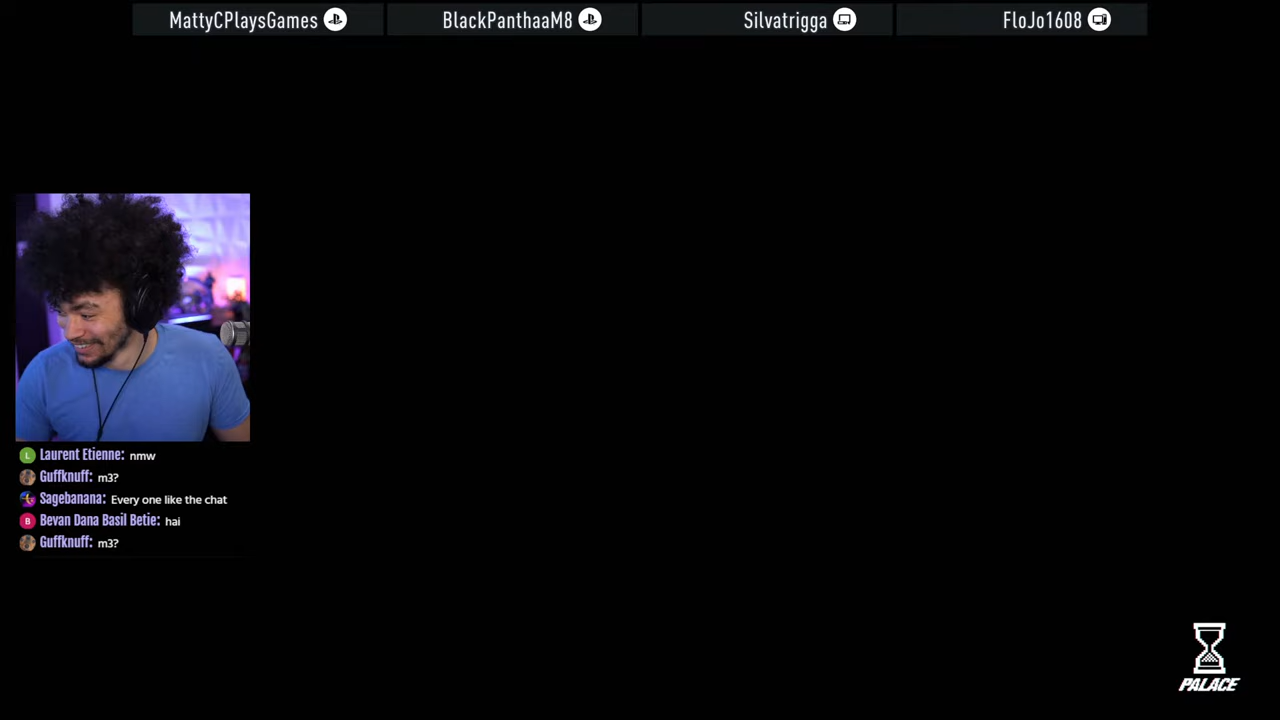 MattyCPlaysGames
BlackPanthaaM8
Silvatrigga
FloJo1608
Laurent Etienne: nmw
Guffknuff: m3?
Sagebanana: Every one like the chat
Bevan Dana Basil Betie: hai
Guffknuff: m3?
PALACE